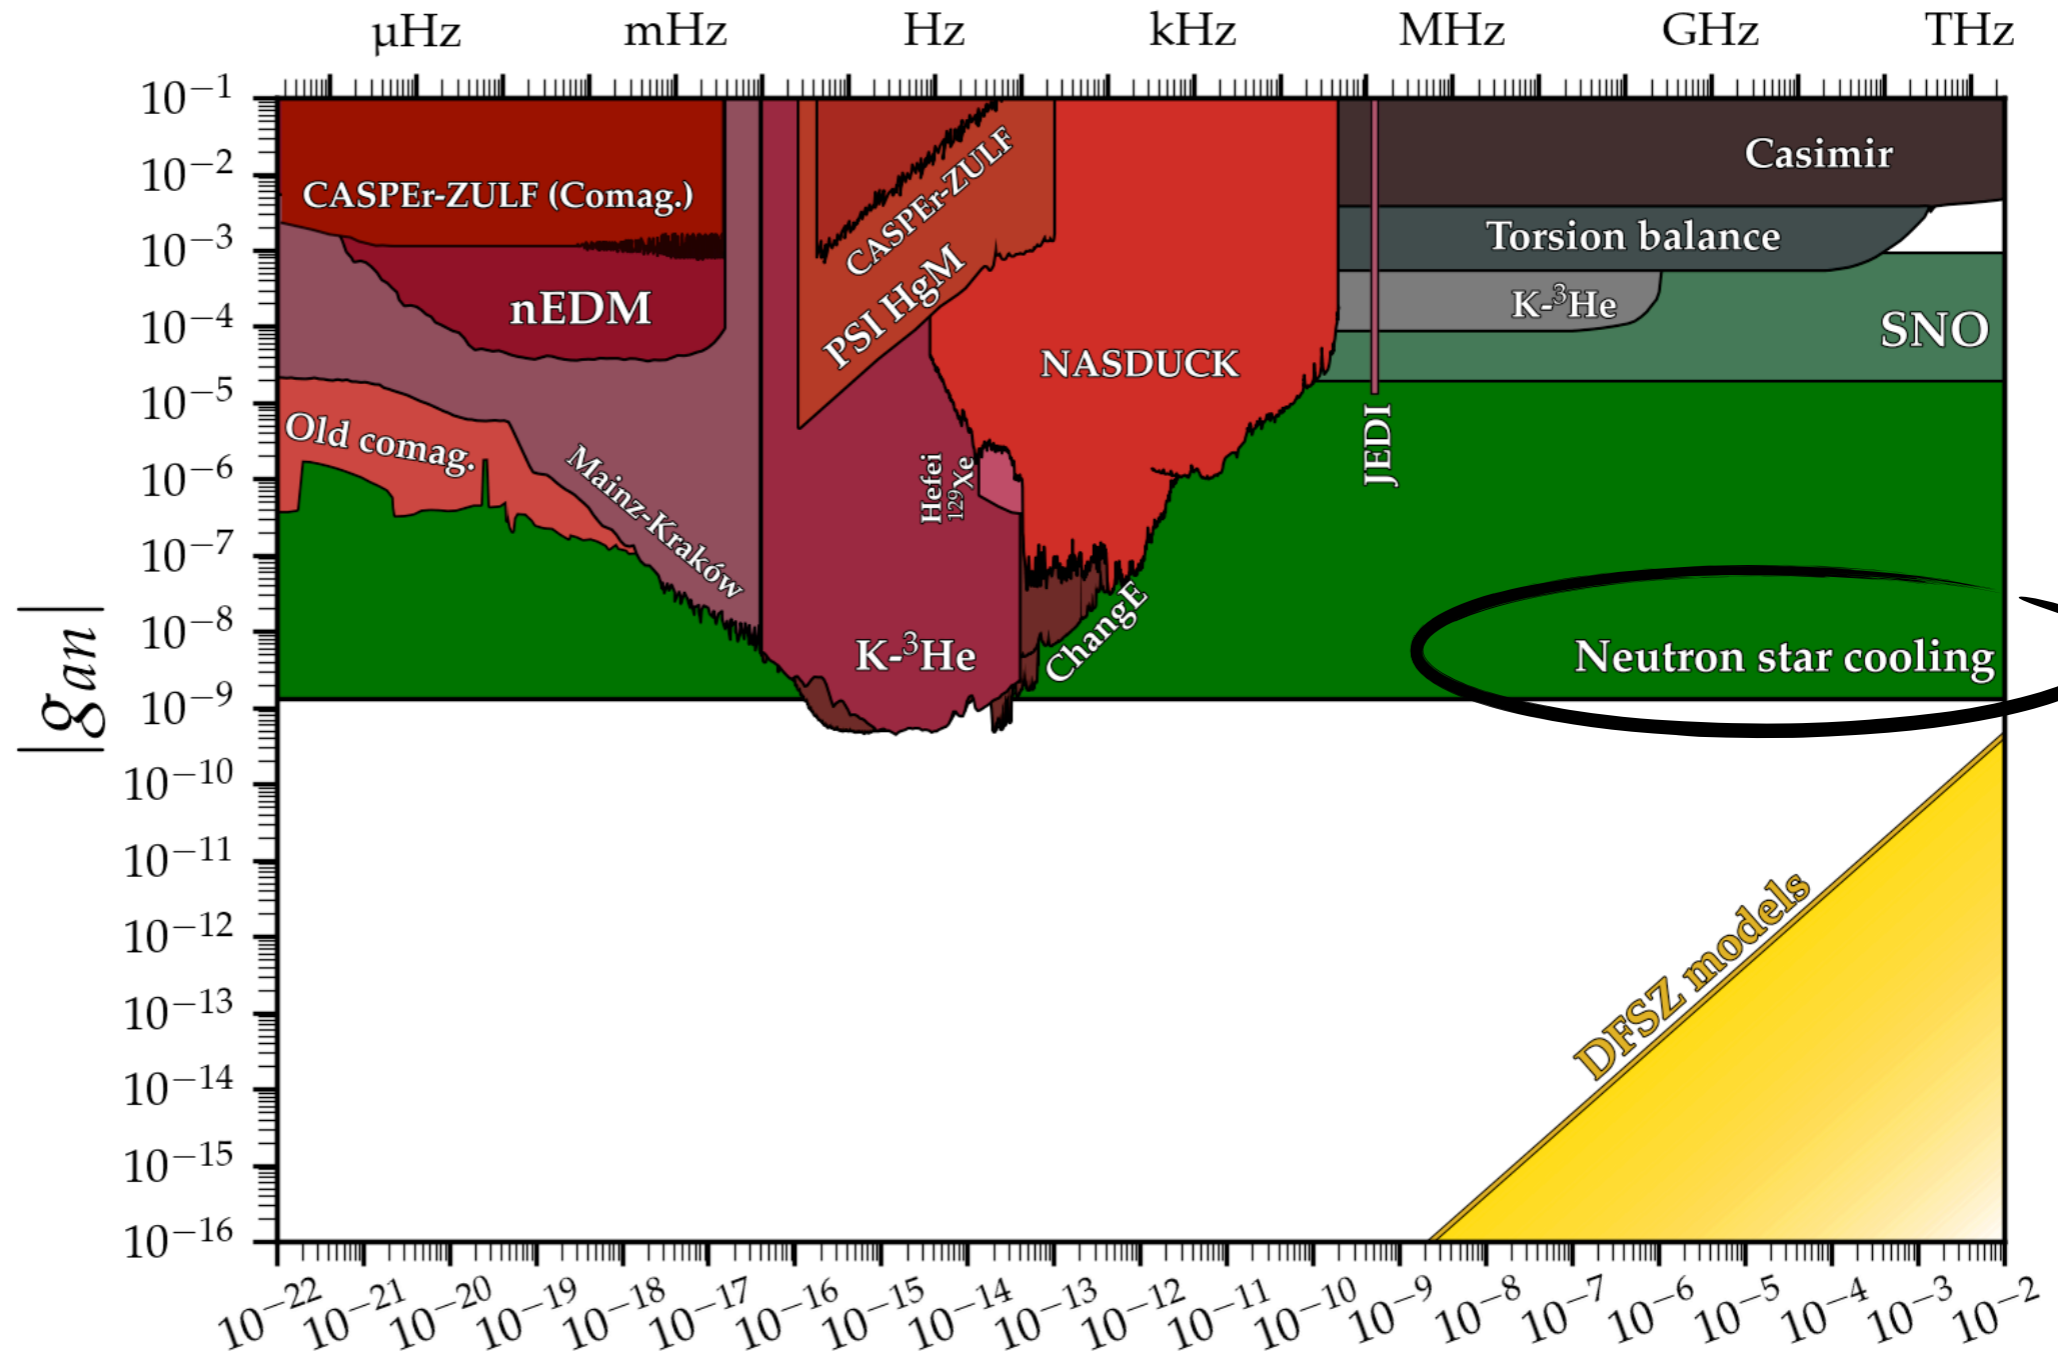 μHz mHz Hz kHz MHz GHz THz
10−1
10−2
10−3
10−4
10−5
10−6
10−7
10−8
10−9
10−10
10−11
10−12
10−13
10−14
10−15
10−16
|gan|
CASPEr-ZULF (Comag.)
nEDM
Old comag.
Mainz-Kraków
CASPEr-ZULF
PSI HgM
NASDUCK
Hefei
129Xe
K-3He
ChangE
Casimir
Torsion balance
K-3He
SNO
JEDI
Neutron star cooling
DFSZ models
10−22 10−21 10−20 10−19 10−18 10−17 10−16 10−15 10−14 10−13 10−12 10−11 10−10 10−9 10−8 10−7 10−6 10−5 10−4 10−3 10−2